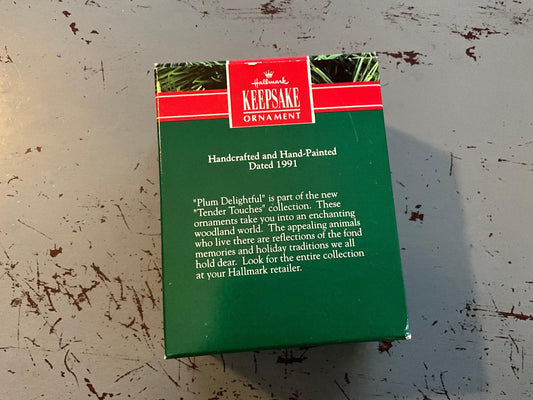 Hallmark
KEEPSAKE
ORNAMENT
Handcrafted and Hand-Painted
Dated 1991
"Plum Delightful" is part of the new
"Tender Touches" collection. These
ornaments take you into an enchanting
woodland world. The appealing animals
who live there are reflections of the fond
memories and holiday traditions we all
hold dear. Look for the entire collection
at your Hallmark retailer.